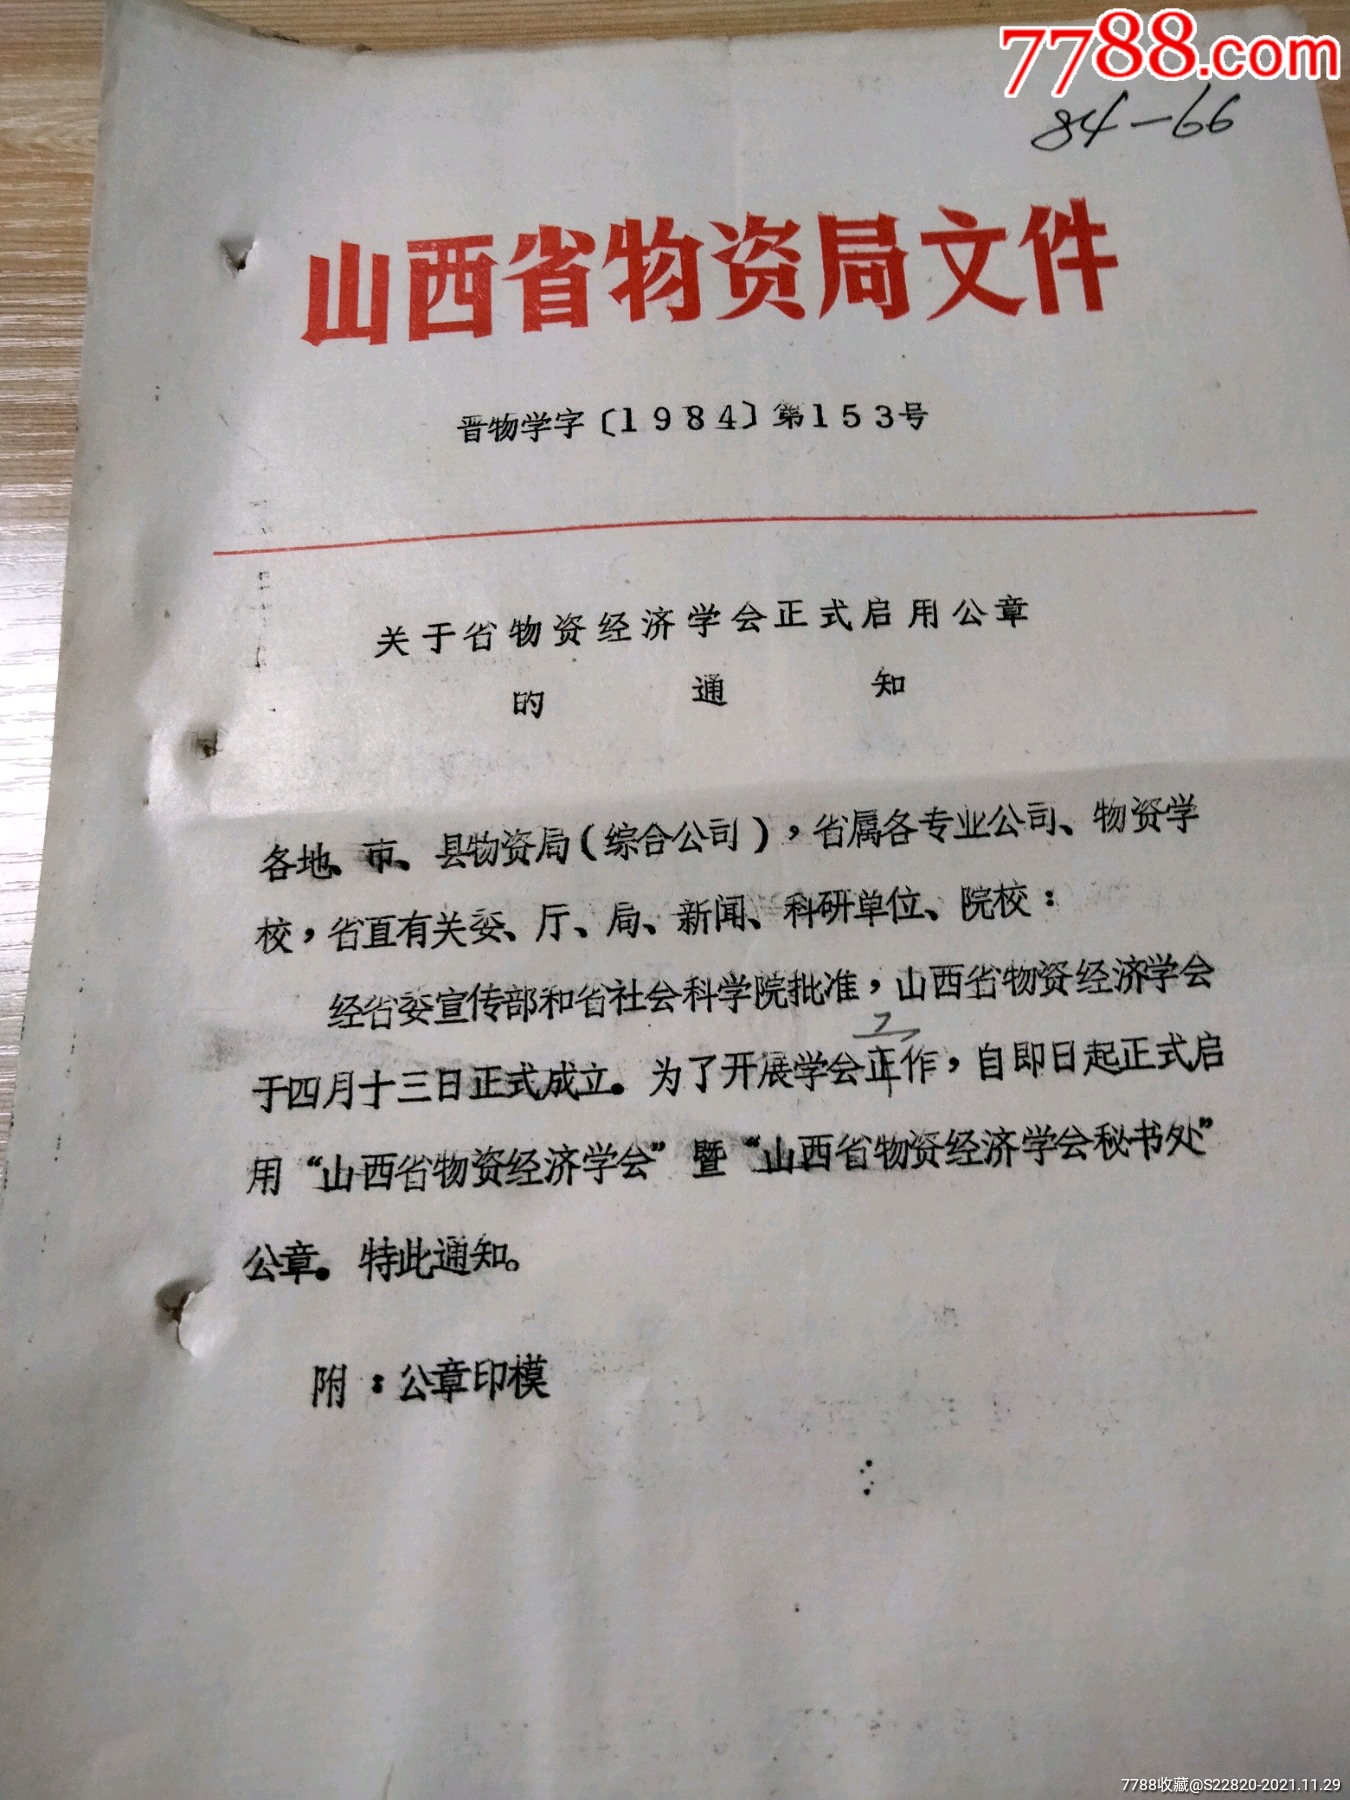 7788.com
84-66
山西省物资局文件
晋物学字〔1984〕第153号
关于省物资经济学会正式启用公章
的 通 知
各地、市、县物资局(综合公司),省属各专业公司、物资学
校,省直有关委、厅、局、新闻、科研单位、院校:
经省委宣传部和省社会科学院批准,山西省物资经济学会
工
于四月十三日正式成立。为了开展学会正作,自即日起正式启
用“山西省物资经济学会”暨“山西省物资经济学会秘书处”
公章。特此通知。
附:公章印模
7788收藏@S22820-2021.11.29